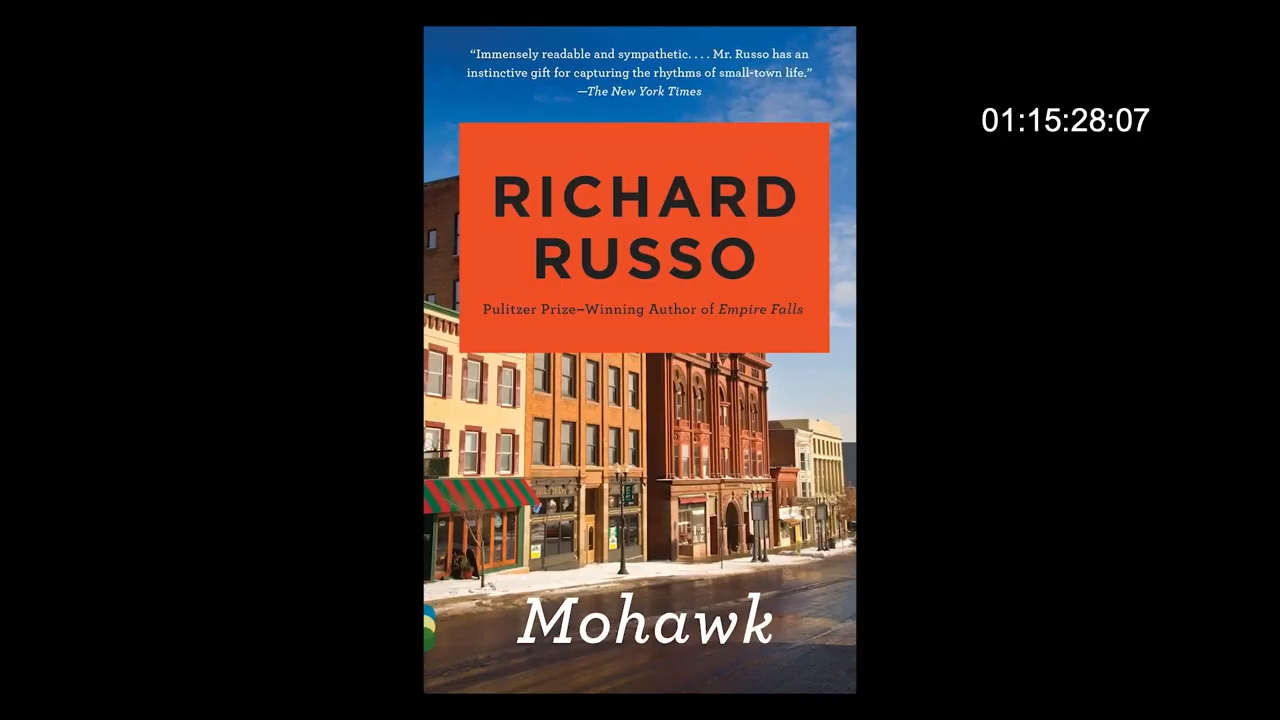 “Immensely readable and sympathetic. . . . Mr. Russo has an
instinctive gift for capturing the rhythms of small-town life.”
—The New York Times
RICHARD
RUSSO
Pulitzer Prize–Winning Author of Empire Falls
Mohawk
01:15:28:07